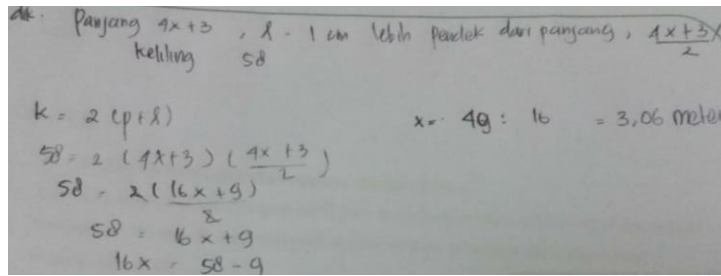 dik. Panjang 4x+3, l - 1 cm lebih pendek dari panjang, 4x+3/2
keliling 58
k = 2 (p+l)
x = 49 : 16 = 3,06 meter
58 = 2 (4x+3) (4x+3/2)
58 = 2 (16x+9/2)
58 = 16x+9
16x = 58-9